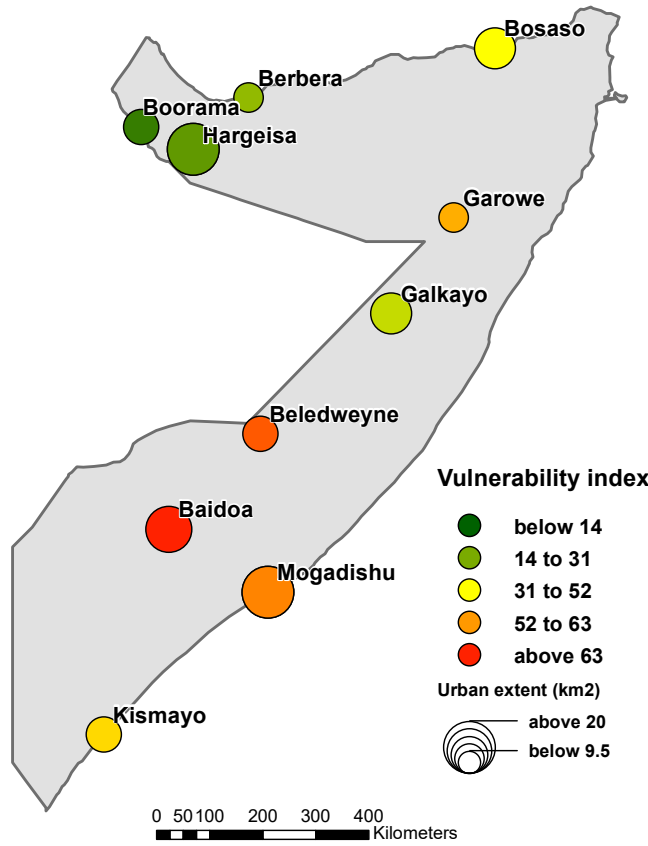 Bosaso
Berbera
Boorama
Hargeisa
Garowe
Galkayo
Beledweyne
Baidoa
Mogadishu
Kismayo
Vulnerability index
below 14
14 to 31
31 to 52
52 to 63
above 63
Urban extent (km2)
above 20
below 9.5
0 50 100 200 300 400
Kilometers